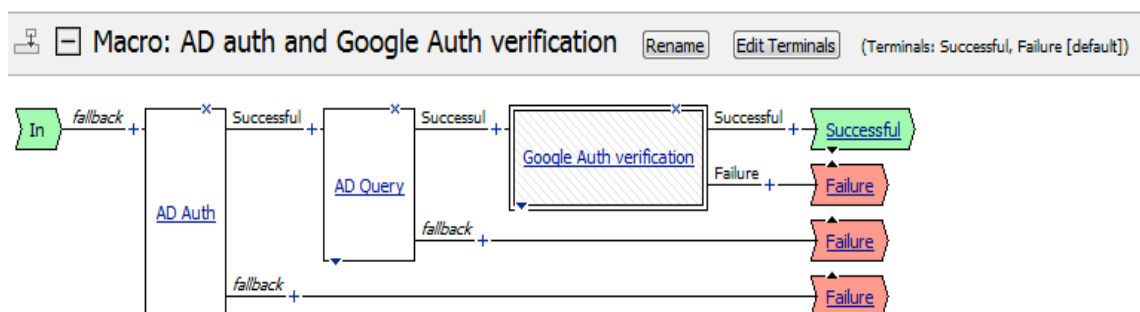 Macro: AD auth and Google Auth verification Rename Edit Terminals (Terminals: Successful, Failure [default])
In fallback + Successful + Successul + Successful + Successful
Google Auth verification
AD Query Failure + Failure
AD Auth
fallback + Failure
fallback + Failure